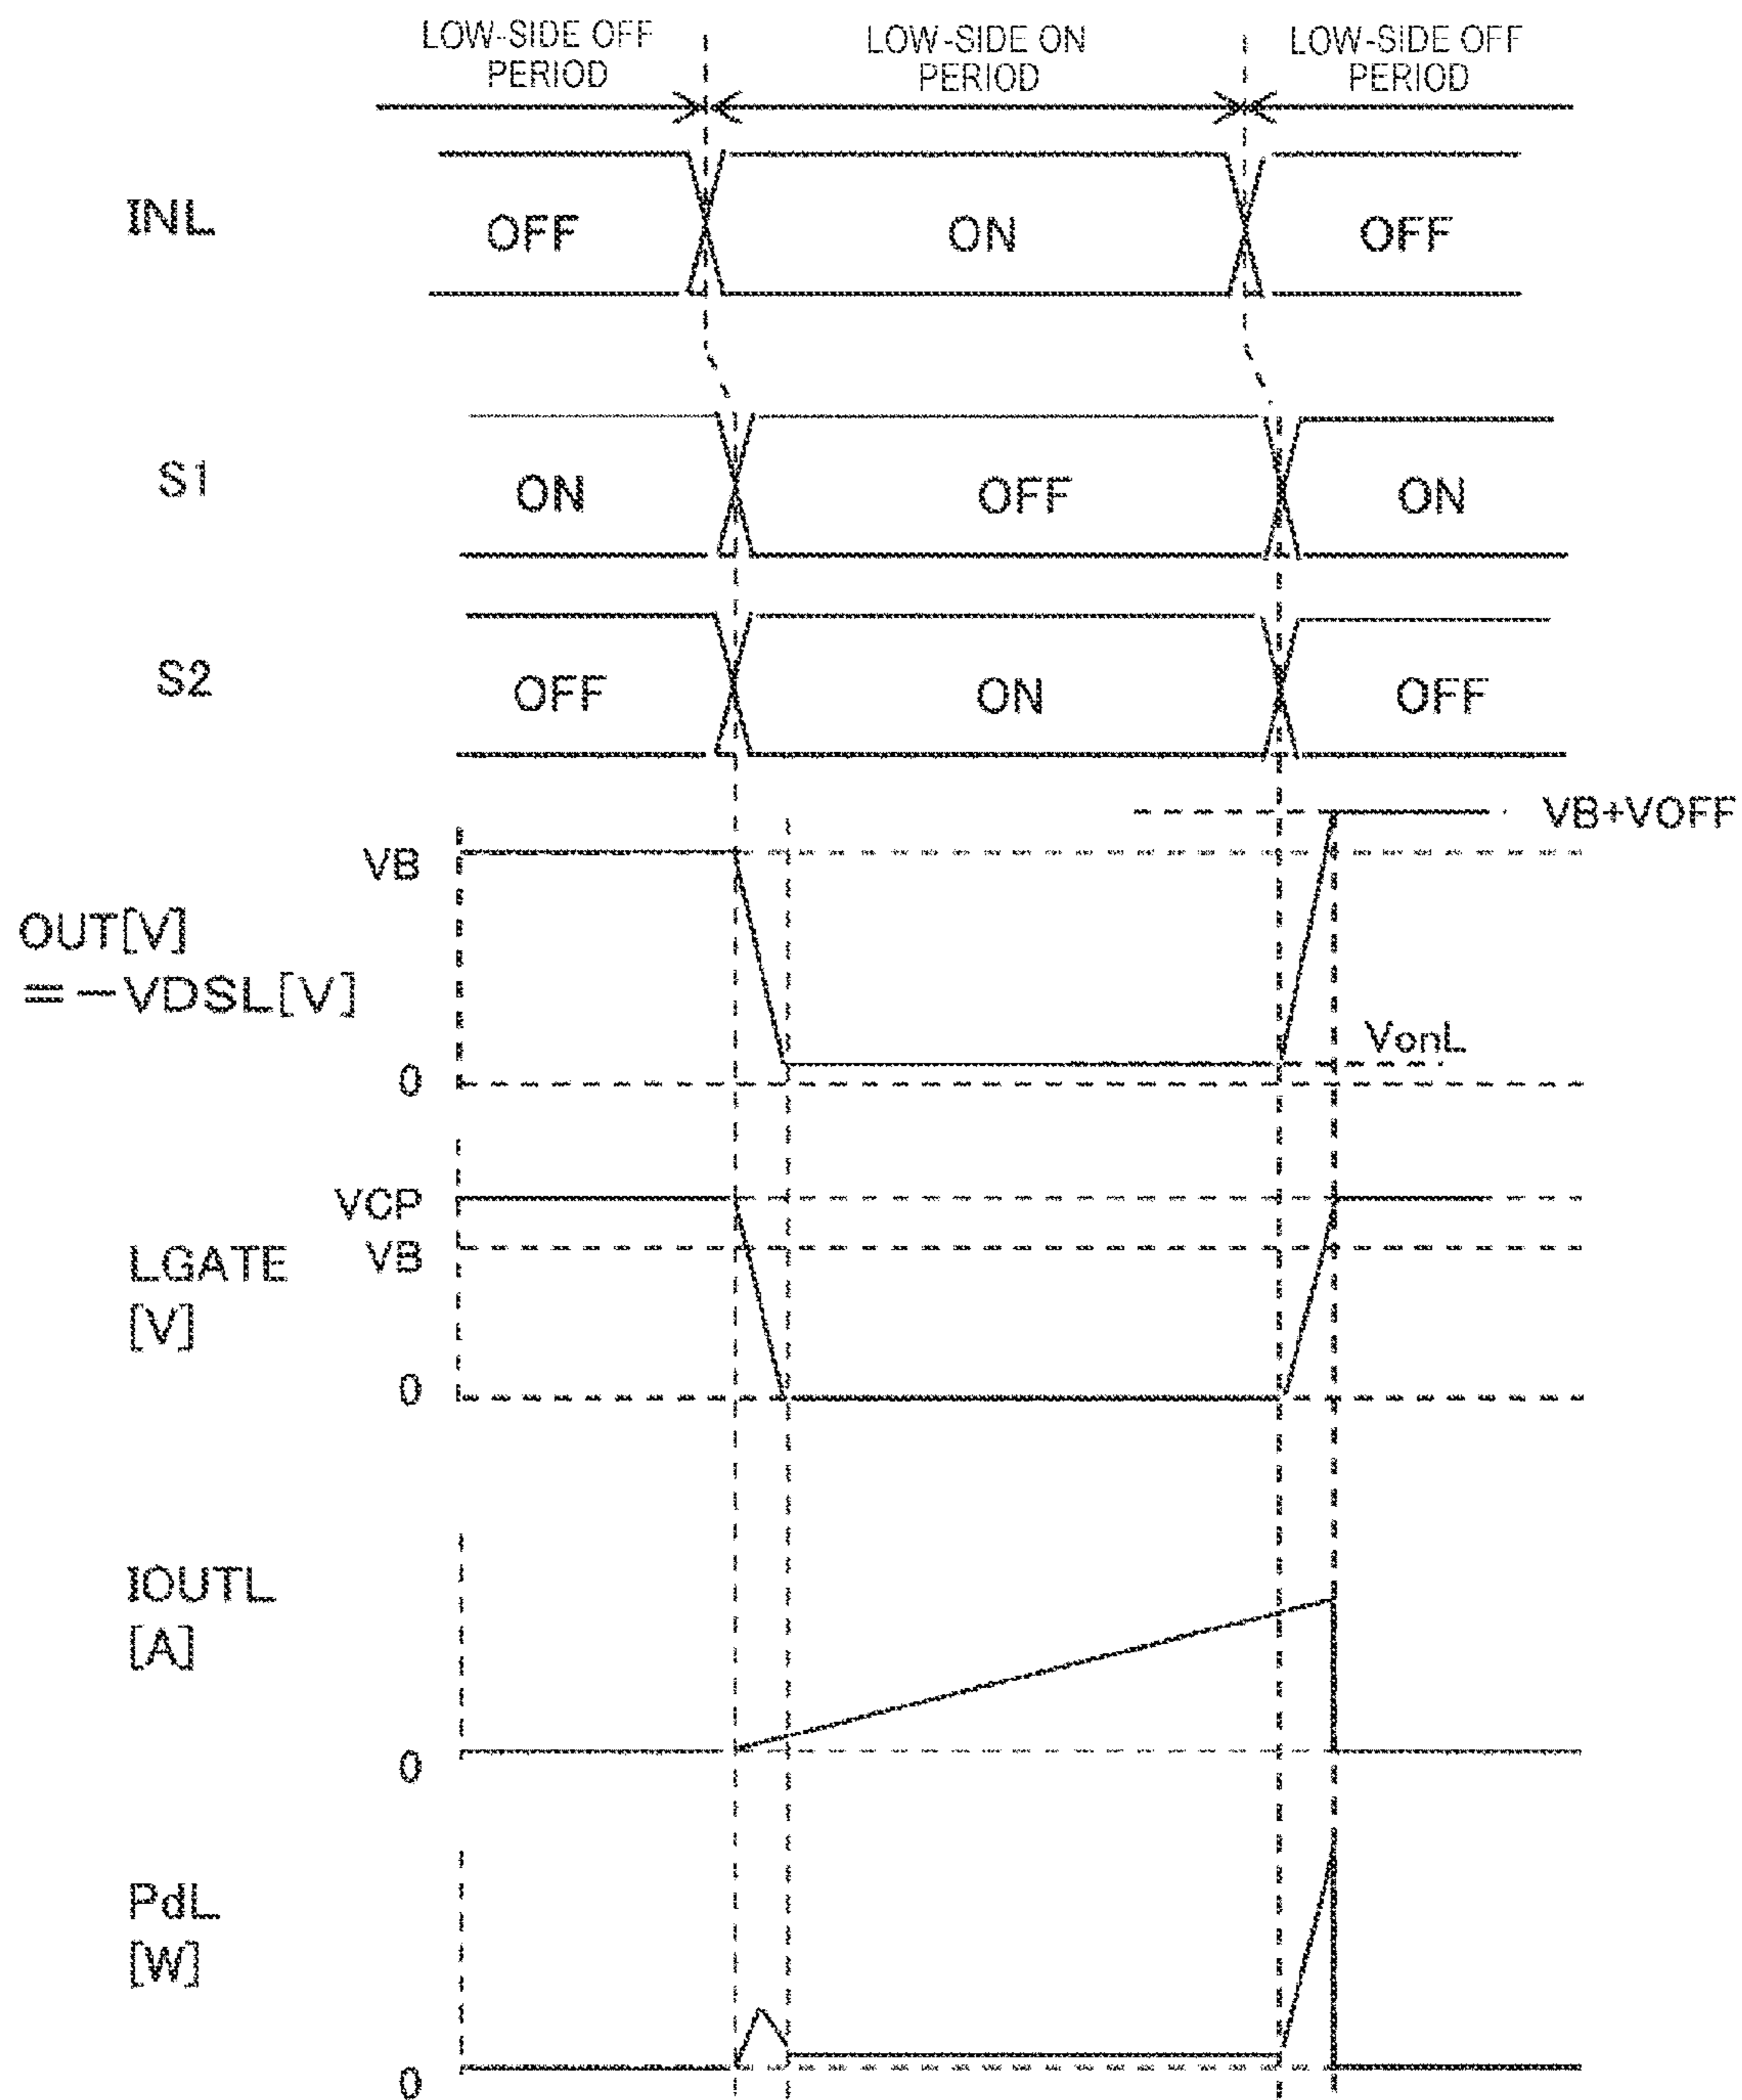 LOW-SIDE OFF
PERIOD
LOW-SIDE ON
PERIOD
LOW-SIDE OFF
PERIOD
INL
OFF
ON
OFF
S1
ON
OFF
ON
S2
OFF
ON
OFF
VB+VOFF
VB
OUT[V]
=-VDSL[V]
VonL
0
VCP
LGATE
[V]
VB
0
IOUTL
[A]
0
PdL
[W]
0